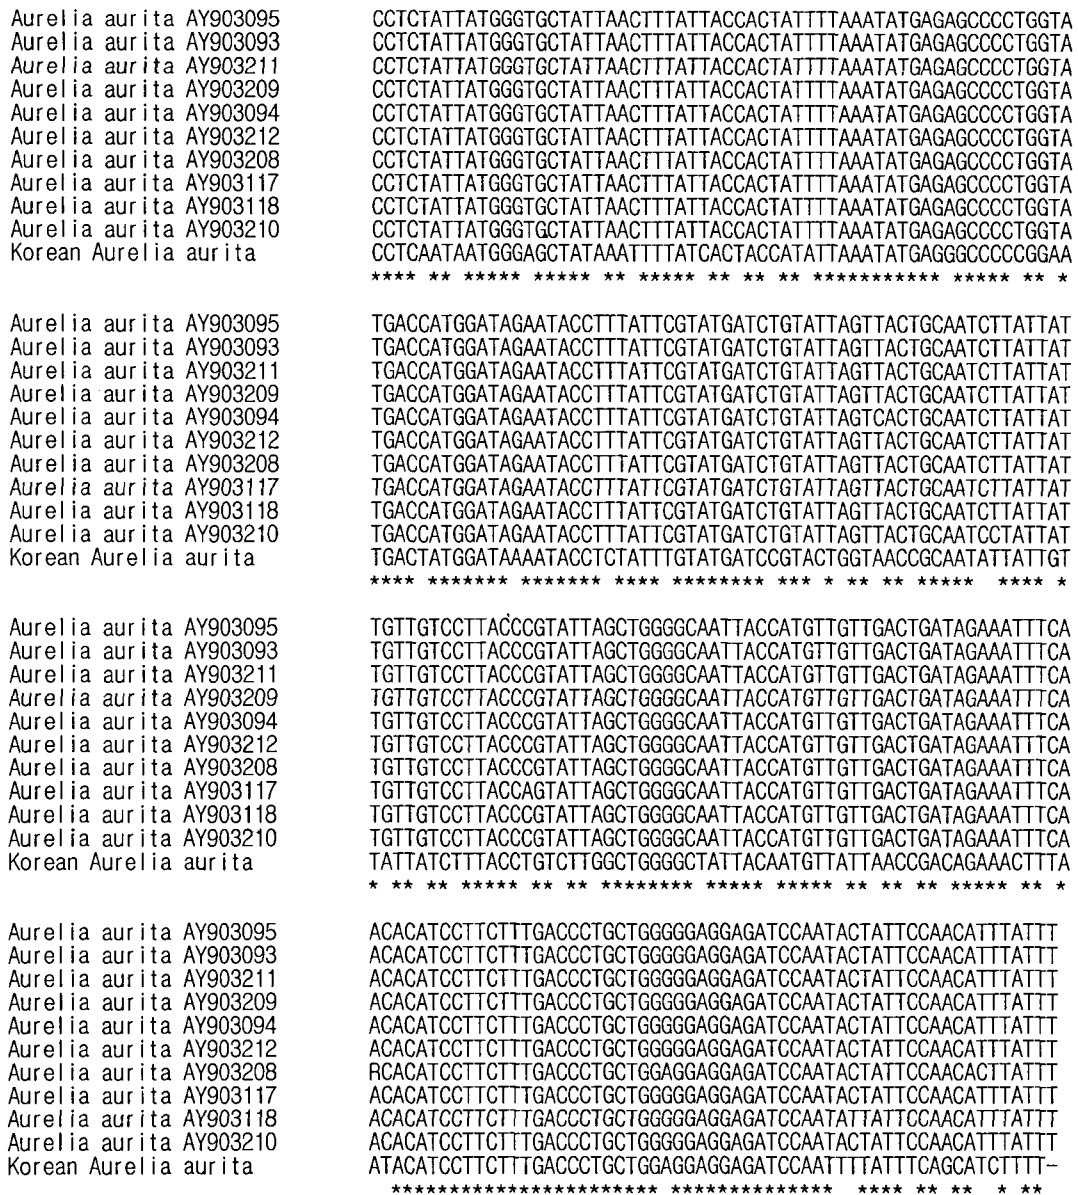 Aurelia aurita AY903095 CCTCTATTATGGGTGCTATTAACTTTATTACCACTATTTTAAATATGAGAGCCCCTGGTA
Aurelia aurita AY903093 CCTCTATTATGGGTGCTATTAACTTTATTACCACTATTTTAAATATGAGAGCCCCTGGTA
Aurelia aurita AY903211 CCTCTATTATGGGTGCTATTAACTTTATTACCACTATTTTAAATATGAGAGCCCCTGGTA
Aurelia aurita AY903209 CCTCTATTATGGGTGCTATTAACTTTATTACCACTATTTTAAATATGAGAGCCCCTGGTA
Aurelia aurita AY903094 CCTCTATTATGGGTGCTATTAACTTTATTACCACTATTTTAAATATGAGAGCCCCTGGTA
Aurelia aurita AY903212 CCTCTATTATGGGTGCTATTAACTTTATTACCACTATTTTAAATATGAGAGCCCCTGGTA
Aurelia aurita AY903208 CCTCTATTATGGGTGCTATTAACTTTATTACCACTATTTTAAATATGAGAGCCCCTGGTA
Aurelia aurita AY903117 CCTCTATTATGGGTGCTATTAACTTTATTACCACTATTTTAAATATGAGAGCCCCTGGTA
Aurelia aurita AY903118 CCTCTATTATGGGTGCTATTAACTTTATTACCACTATTTTAAATATGAGAGCCCCTGGTA
Aurelia aurita AY903210 CCTCTATTATGGGTGCTATTAACTTTATTACCACTATTTTAAATATGAGAGCCCCTGGTA
Korean Aurelia aurita CCTCAATAATGGGAGCTATAAATTTTATCACTACCATATTAAATATGAGGGCCCCCGGAA
**** ** ***** ***** ** ***** ** ** ** *********** ***** ** *
Aurelia aurita AY903095 TGACCATGGATAGAATACCTTTATTCGTATGATCTGTATTAGTTACTGCAATCTTATTAT
Aurelia aurita AY903093 TGACCATGGATAGAATACCTTTATTCGTATGATCTGTATTAGTTACTGCAATCTTATTAT
Aurelia aurita AY903211 TGACCATGGATAGAATACCTTTATTCGTATGATCTGTATTAGTTACTGCAATCTTATTAT
Aurelia aurita AY903209 TGACCATGGATAGAATACCTTTATTCGTATGATCTGTATTAGTTACTGCAATCTTATTAT
Aurelia aurita AY903094 TGACCATGGATAGAATACCTTTATTCGTATGATCTGTATTAGTCACTGCAATCTTATTAT
Aurelia aurita AY903212 TGACCATGGATAGAATACCTTTATTCGTATGATCTGTATTAGTTACTGCAATCTTATTAT
Aurelia aurita AY903208 TGACCATGGATAGAATACCTTTATTCGTATGATCTGTATTAGTTACTGCAATCTTATTAT
Aurelia aurita AY903117 TGACCATGGATAGAATACCTTTATTCGTATGATCTGTATTAGTTACTGCAATCTTATTAT
Aurelia aurita AY903118 TGACCATGGATAGAATACCTTTATTCGTATGATCTGTATTAGTTACTGCAATCTTATTAT
Aurelia aurita AY903210 TGACCATGGATAGAATACCTTTATTCGTATGATCTGTATTAGTTACTGCAATCCTATTAT
Korean Aurelia aurita TGACTATGGATAAAATACCTCTATTTGTATGATCCGTACTGGTAACCGCAATATTATTGT
**** ******* ******* **** ******** *** * ** ** ***** **** *
Aurelia aurita AY903095 TGTTGTCCTTACCCGTATTAGCTGGGGCAATTACCATGTTGTTGACTGATAGAAATTTCA
Aurelia aurita AY903093 TGTTGTCCTTACCCGTATTAGCTGGGGCAATTACCATGTTGTTGACTGATAGAAATTTCA
Aurelia aurita AY903211 TGTTGTCCTTACCCGTATTAGCTGGGGCAATTACCATGTTGTTGACTGATAGAAATTTCA
Aurelia aurita AY903209 TGTTGTCCTTACCCGTATTAGCTGGGGCAATTACCATGTTGTTGACTGATAGAAATTTCA
Aurelia aurita AY903094 TGTTGTCCTTACCCGTATTAGCTGGGGCAATTACCATGTTGTTGACTGATAGAAATTTCA
Aurelia aurita AY903212 TGTTGTCCTTACCCGTATTAGCTGGGGCAATTACCATGTTGTTGACTGATAGAAATTTCA
Aurelia aurita AY903208 TGTTGTCCTTACCCGTATTAGCTGGGGCAATTACCATGTTGTTGACTGATAGAAATTTCA
Aurelia aurita AY903117 TGTTGTCCTTACCAGTATTAGCTGGGGCAATTACCATGTTGTTGACTGATAGAAATTTCA
Aurelia aurita AY903118 TGTTGTCCTTACCCGTATTAGCTGGGGCAATTACCATGTTGTTGACTGATAGAAATTTCA
Aurelia aurita AY903210 TGTTGTCCTTACCCGTATTAGCTGGGGCAATTACCATGTTGTTGACTGATAGAAATTTCA
Korean Aurelia aurita TATTATCTTTACCTGTCTTGGCTGGGGCTATTACAATGTTATTAACCGACAGAAACTTTA
* ** ** ***** ** ** ******** ***** ***** ** ** ** ***** ** *
Aurelia aurita AY903095 ACACATCCTTCTTTGACCCTGCTGGGGGAGGAGATCCAATACTATTCCAACATTTATTT
Aurelia aurita AY903093 ACACATCCTTCTTTGACCCTGCTGGGGGAGGAGATCCAATACTATTCCAACATTTATTT
Aurelia aurita AY903211 ACACATCCTTCTTTGACCCTGCTGGGGGAGGAGATCCAATACTATTCCAACATTTATTT
Aurelia aurita AY903209 ACACATCCTTCTTTGACCCTGCTGGGGGAGGAGATCCAATACTATTCCAACATTTATTT
Aurelia aurita AY903094 ACACATCCTTCTTTGACCCTGCTGGGGGAGGAGATCCAATACTATTCCAACATTTATTT
Aurelia aurita AY903212 ACACATCCTTCTTTGACCCTGCTGGGGGAGGAGATCCAATACTATTCCAACATTTATTT
Aurelia aurita AY903208 RCACATCCTTCTTTGACCCTGCTGGAGGAGGAGATCCAATACTATTCCAACACTTATTT
Aurelia aurita AY903117 ACACATCCTTCTTTGACCCTGCTGGGGGAGGAGATCCAATACTATTCCAACATTTATTT
Aurelia aurita AY903118 ACACATCCTTCTTTGACCCTGCTGGGGGAGGAGATCCAATATTATTCCAACATTTATTT
Aurelia aurita AY903210 ACACATCCTTCTTTGACCCTGCTGGGGGAGGAGATCCAATACTATTCCAACATTTATTT
Korean Aurelia aurita ATACATCCTTCTTTGACCCTGCTGGAGGAGGAGATCCAATTTTATTTCAGCATCTTTT-
*********************** ************** **** ** ** * **